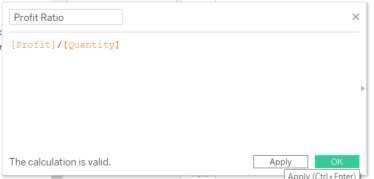 Profit Ratio
[Profit]/[Quantity]
The calculation is valid.
Apply
OK
Apply (Ctrl+Enter)